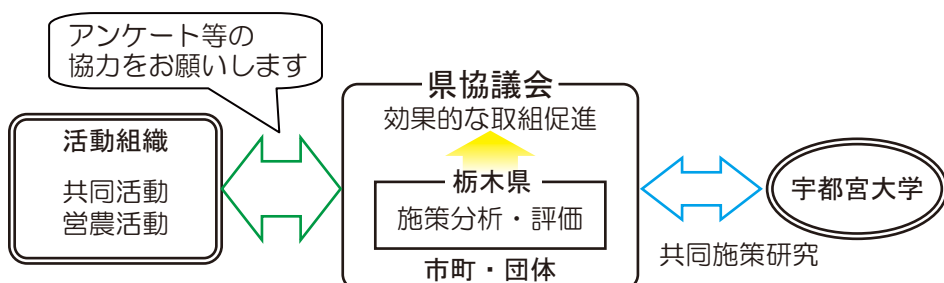 アンケート等の
協力をお願いします
活動組織
共同活動
営農活動
県協議会
効果的な取組促進
栃木県
施策分析・評価
市町・団体
宇都宮大学
共同施策研究